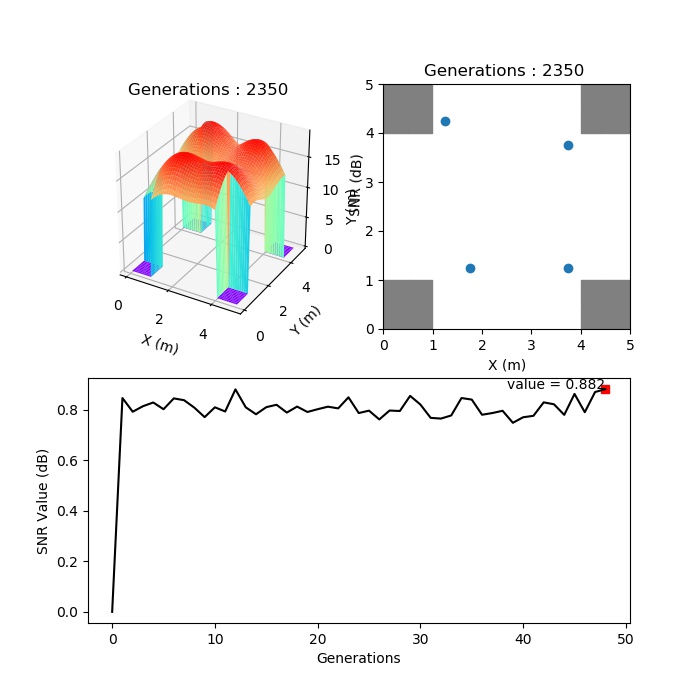 Generations : 2350
15
10
5
0
SNR (dB)
0
2
4
X (m)
0
2
4
Y (m)
Generations : 2350
5
4
3
2
1
0
Y (m)
0 1 2 3 4 5
X (m)
value = 0.882
0.8
0.6
0.4
0.2
0.0
SNR Value (dB)
0 10 20 30 40 50
Generations